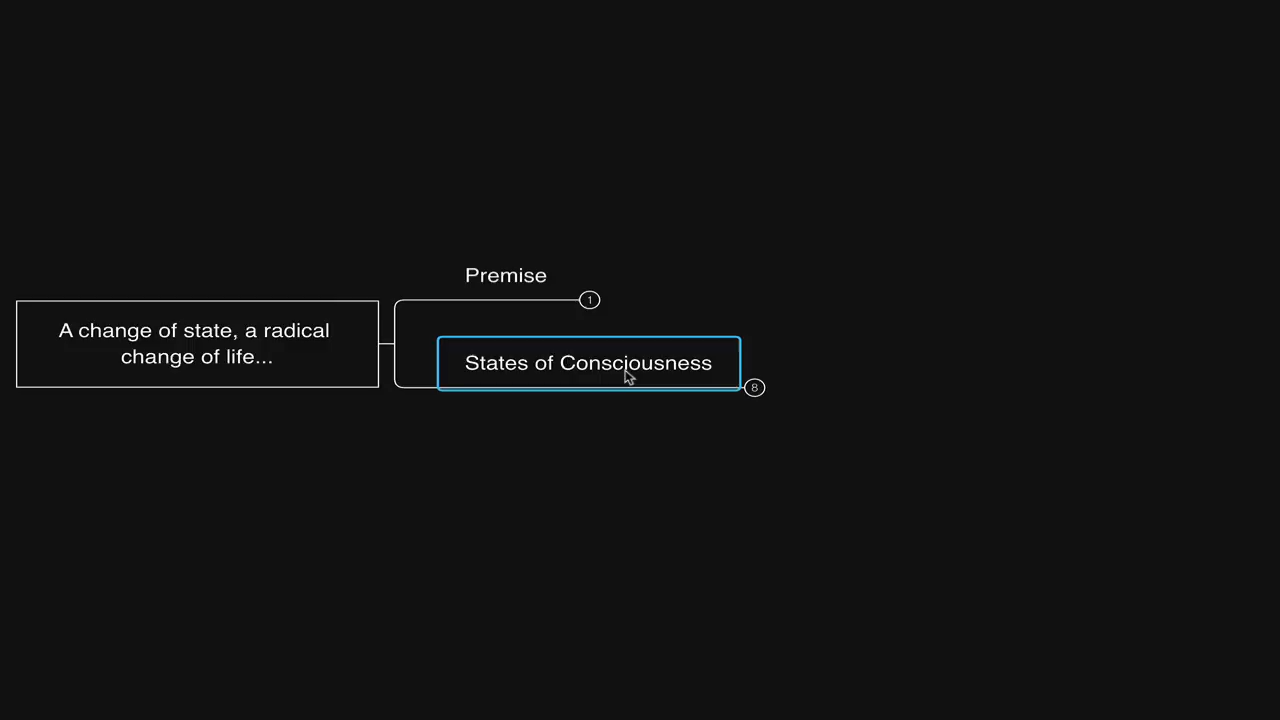 Premise
1
A change of state, a radical
change of life...
States of Consciousness
8